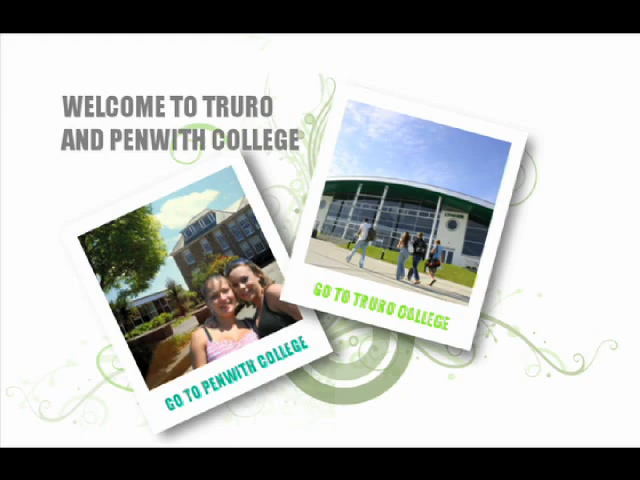 WELCOME TO TRURO
AND PENWITH COLLEGE
GO TO TRURO COLLEGE
GO TO PENWITH COLLEGE